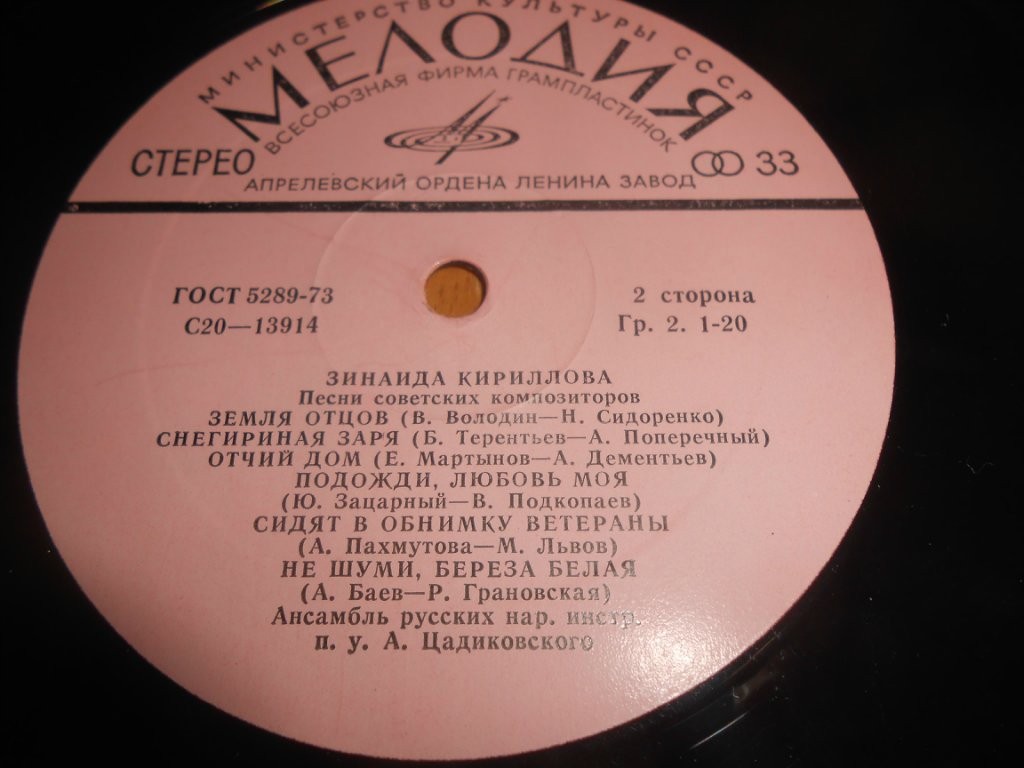 МИНИСТЕРСТВО КУЛЬТУРЫ СССР
МЕЛОДИЯ
ВСЕСОЮЗНАЯ ФИРМА ГРАМПЛАСТИНОК
СТЕРЕО 33
АПРЕЛЕВСКИЙ ОРДЕНА ЛЕНИНА ЗАВОД
ГОСТ 5289-73 2 сторона
С20—13914 Гр. 2. 1-20
ЗИНАИДА КИРИЛЛОВА
Песни советских композиторов
ЗЕМЛЯ ОТЦОВ (В. Володин—Н. Сидоренко)
СНЕГИРИНАЯ ЗАРЯ (Б. Терентьев—А. Поперечный)
ОТЧИЙ ДОМ (Е. Мартынов—А. Дементьев)
ПОДОЖДИ, ЛЮБОВЬ МОЯ
(Ю. Зацарный—В. Подкопаев)
СИДЯТ В ОБНИМКУ ВЕТЕРАНЫ
(А. Пахмутова—М. Львов)
НЕ ШУМИ, БЕРЕЗА БЕЛАЯ
(А. Баев—Р. Грановская)
Ансамбль русских нар. инстр.
п. у. А. Цадиковского